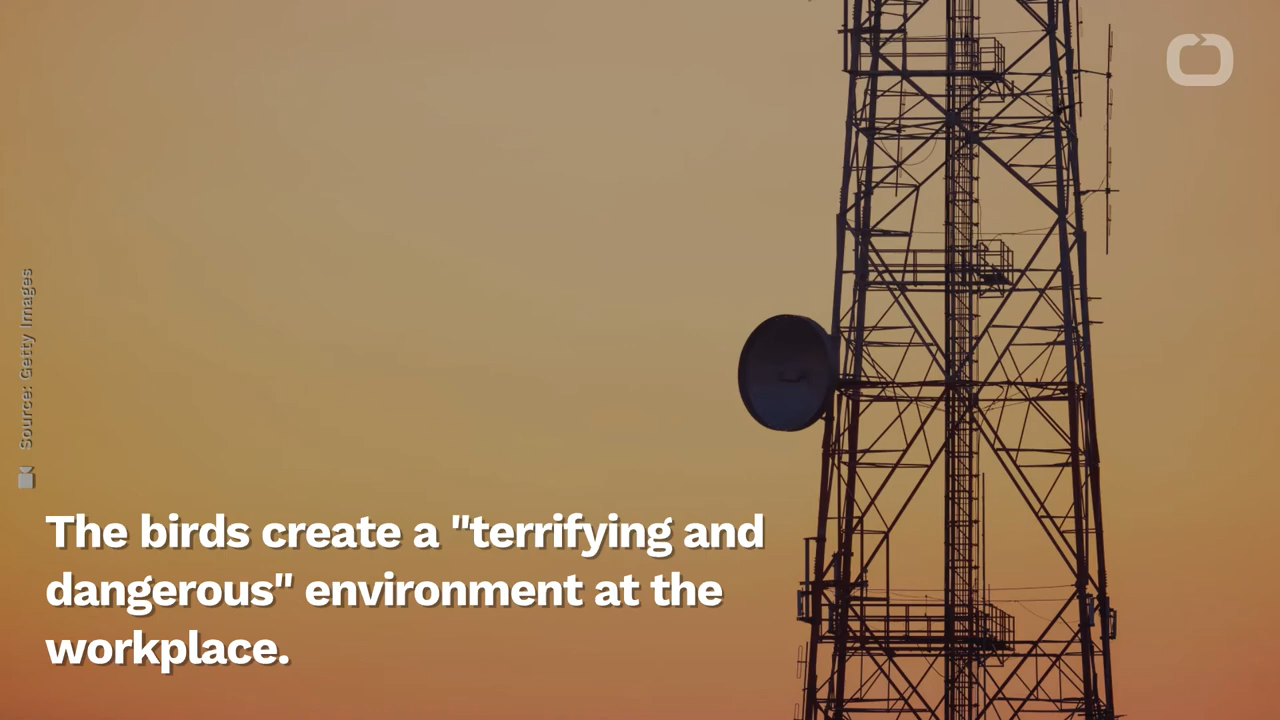 Source: Getty Images
The birds create a "terrifying and
dangerous" environment at the
workplace.